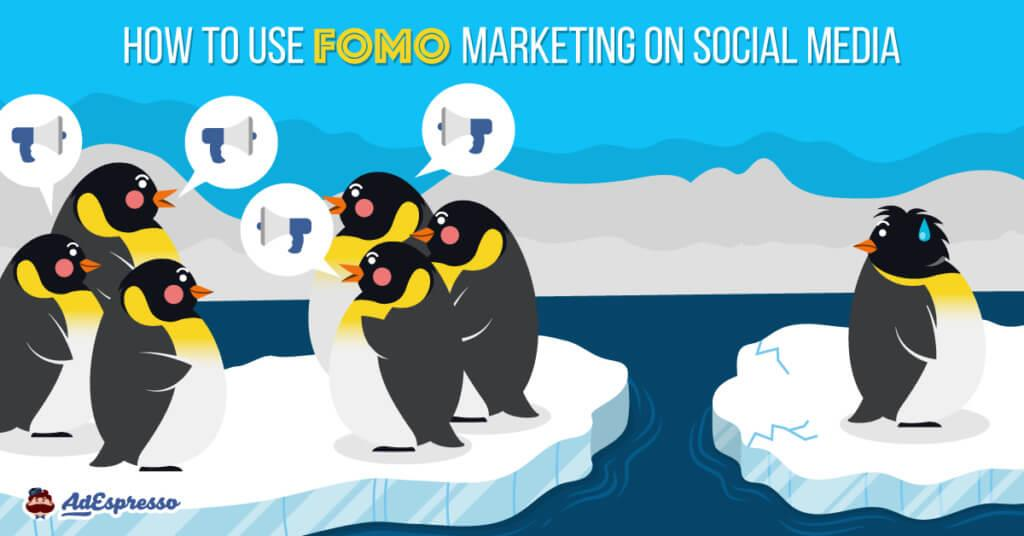 HOW TO USE FOMO MARKETING ON SOCIAL MEDIA
AdEspresso